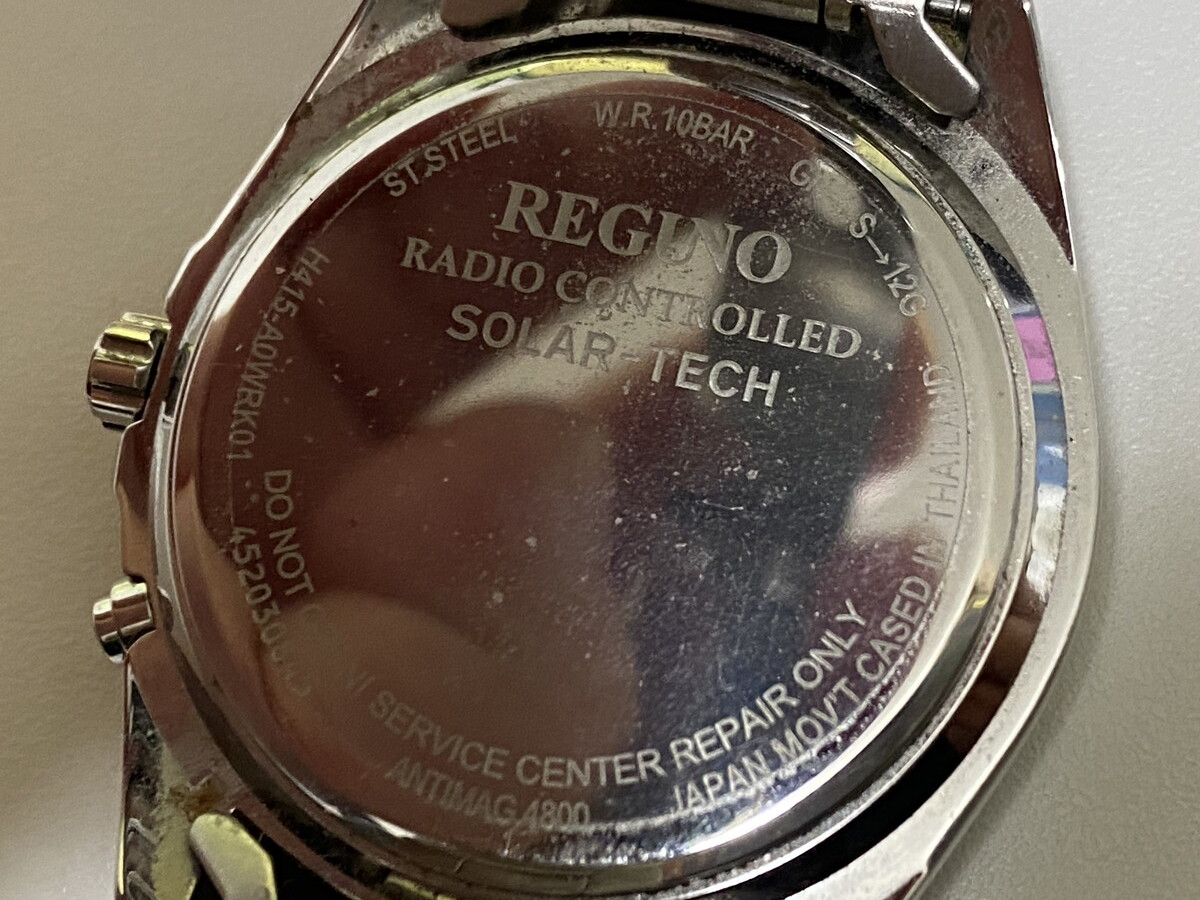 ST.STEEL
W.R.10BAR
S→12G
REGUNO
RADIO CONTROLLED
SOLAR-TECH
H415-A0WRK01
DO NOT
SERVICE CENTER REPAIR ONLY
ANTIMAG.4800
JAPAN MOV'T CASED IN THAILAND